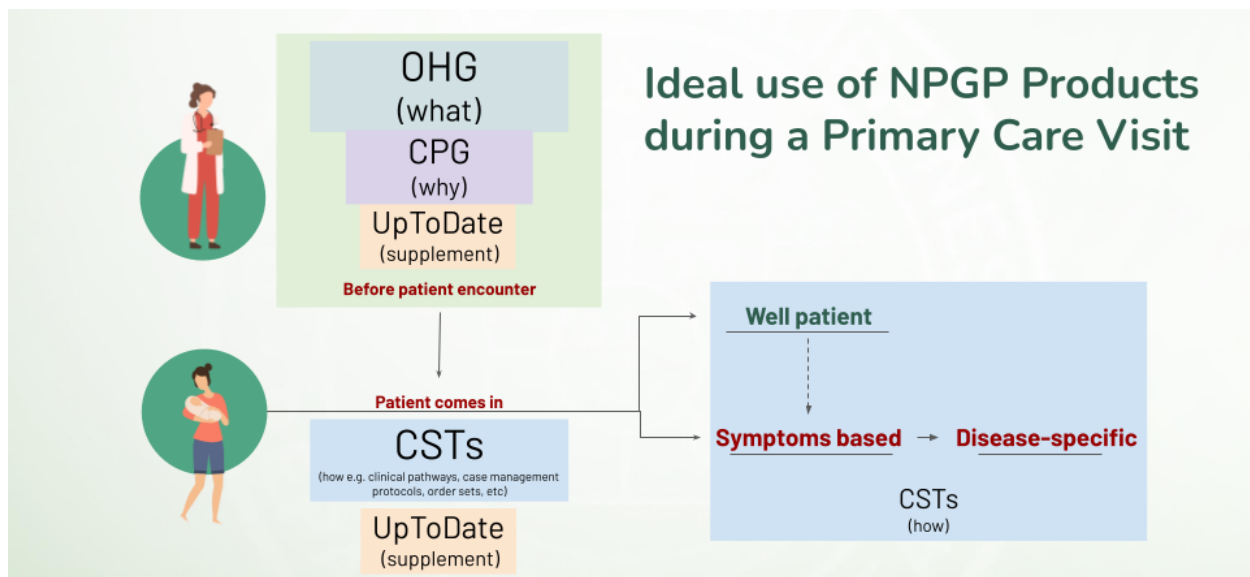 OHG
(what)
CPG
(why)
UpToDate
(supplement)
Before patient encounter
Ideal use of NPGP Products
during a Primary Care Visit
Patient comes in
CSTs
(how e.g. clinical pathways, case management
protocols, order sets, etc)
UpToDate
(supplement)
Well patient
Symptoms based
Disease-specific
CSTs
(how)